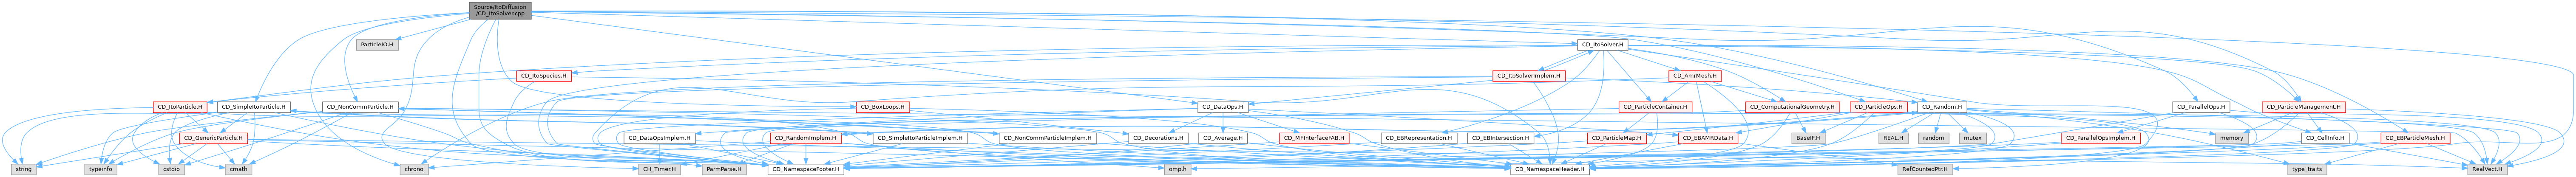 Source/ItoDiffusion
/CD_ItoSolver.cpp
ParticleIO.H
CD_ItoSolver.H
CD_ItoSpecies.H
CD_ItoSolverImplem.H
CD_AmrMesh.H
CD_ItoParticle.H
CD_SimpleItoParticle.H
CD_NonCommParticle.H
CD_BoxLoops.H
CD_DataOps.H
CD_ParticleContainer.H
CD_ComputationalGeometry.H
CD_ParticleOps.H
CD_Random.H
CD_ParallelOps.H
CD_ParticleManagement.H
CD_GenericParticle.H
CD_DataOpsImplem.H
CD_RandomImplem.H
CD_SimpleItoParticleImplem.H
CD_NonCommParticleImplem.H
CD_Decorations.H
CD_Average.H
CD_MFInterfaceFAB.H
CD_EBRepresentation.H
CD_EBIntersection.H
CD_ParticleMap.H
CD_EBAMRData.H
BaseIF.H
REAL.H
random
mutex
CD_ParallelOpsImplem.H
memory
CD_cellInfo.H
CD_EBParticleMesh.H
string
typeinfo
cstdio
cmath
chrono
CH_Timer.H
ParmParse.H
CD_NamespaceFooter.H
omp.h
CD_NamespaceHeader.H
RefCountedPtr.H
type_traits
RealVect.H